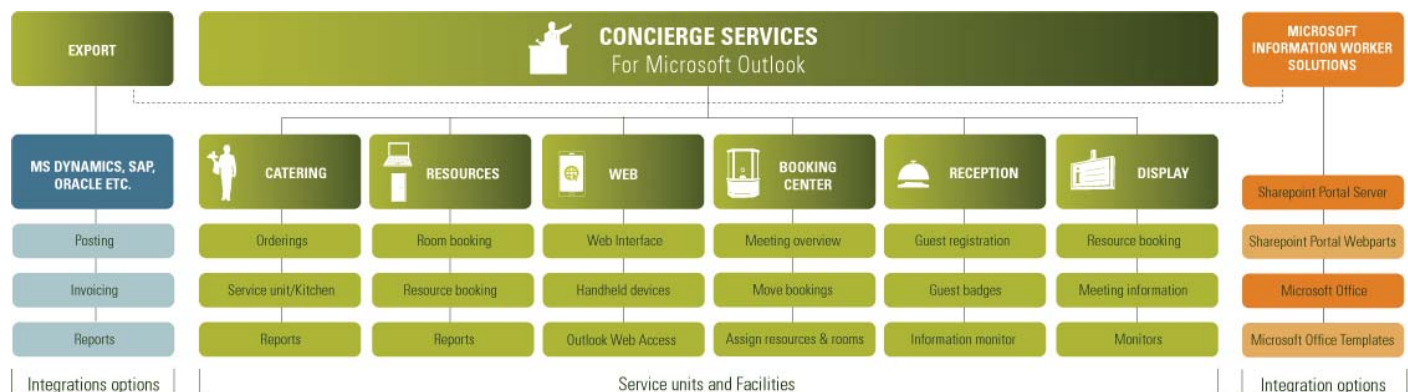 EXPORT
CONCIERGE SERVICES
For Microsoft Outlook
MICROSOFT
INFORMATION WORKER
SOLUTIONS
MS DYNAMICS, SAP,
ORACLE ETC.
CATERING
RESOURCES
WEB
BOOKING
CENTER
RECEPTION
DISPLAY
Sharepoint Portal Server
Posting
Orderings
Room booking
Web Interface
Meeting overview
Guest registration
Resource booking
Sharepoint Portal Webparts
Invoicing
Service unit/Kitchen
Resource booking
Handheld devices
Move bookings
Guest badges
Meeting information
Microsoft Office
Reports
Reports
Reports
Outlook Web Access
Assign resources & rooms
Information monitor
Monitors
Microsoft Office Templates
Integrations options
Service units and Facilities
Integration options